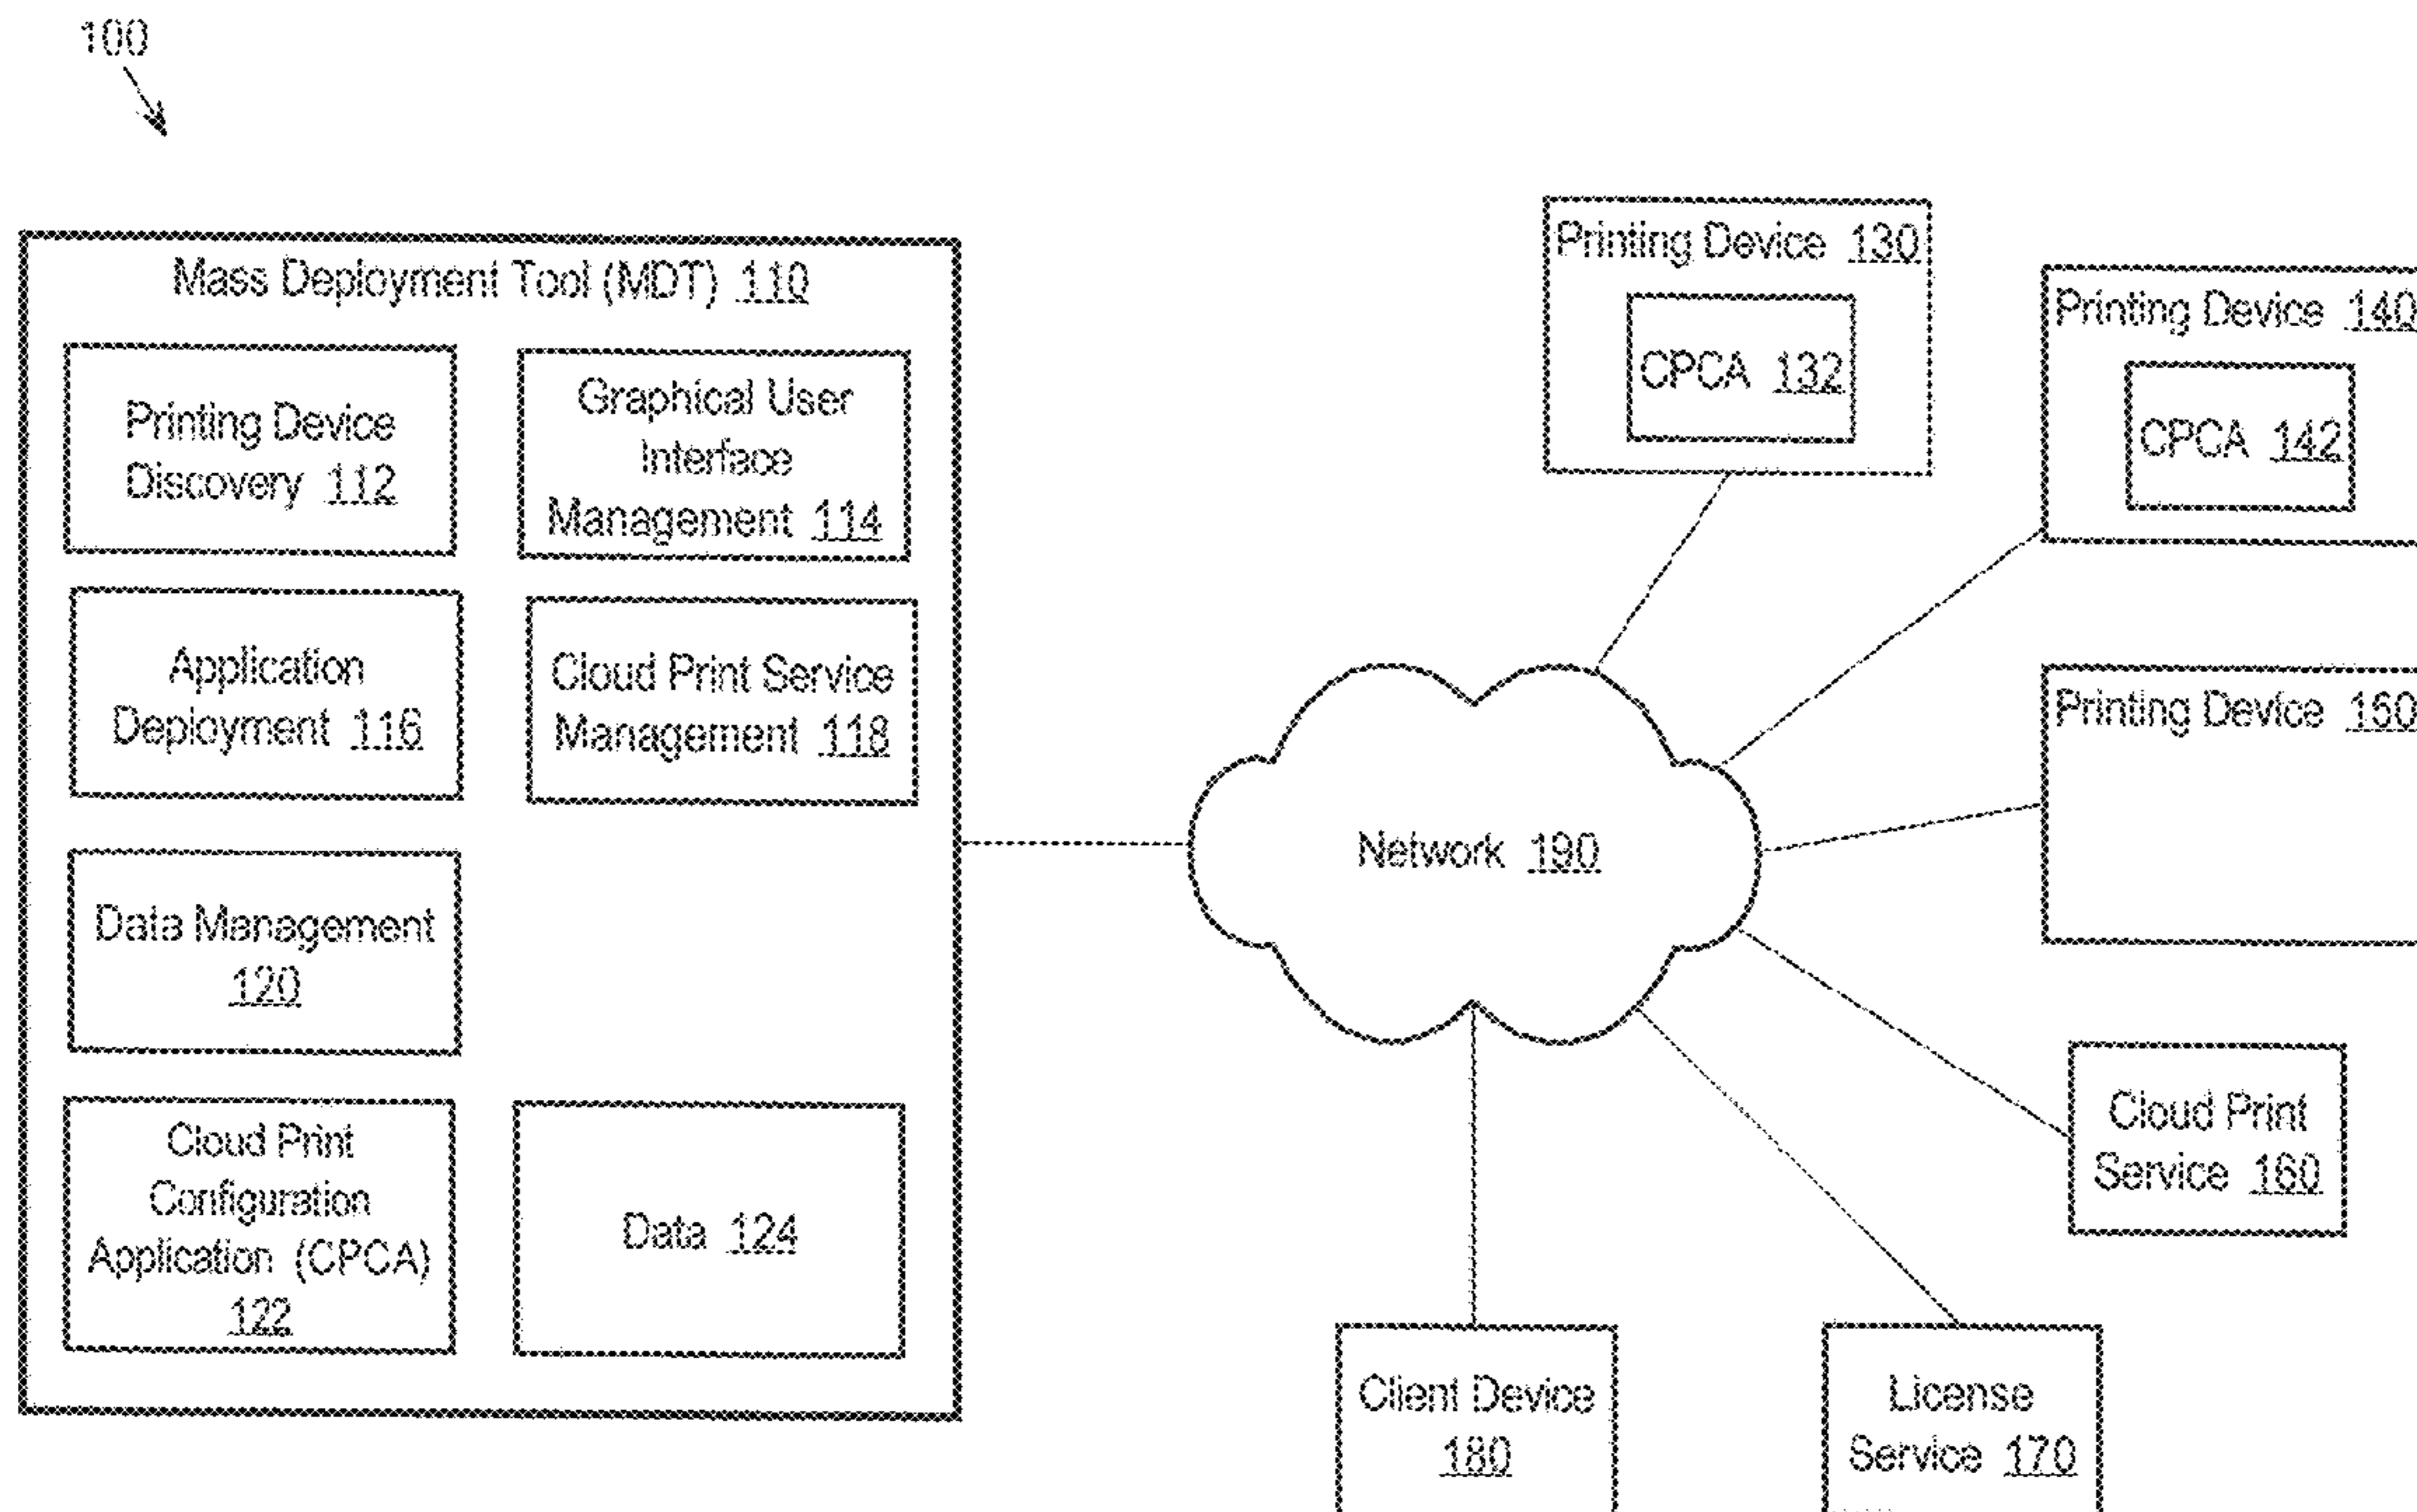 100
Mass Deployment Tool (MDT) 110
Printing Device
Discovery 112
Graphical User
Interface
Management 114
Application
Deployment 116
Cloud Print Service
Management 118
Data Management
120
Cloud Print
Configuration
Application (CPCA)
122
Data 124
Network 190
Printing Device 130
CPCA 132
Printing Device 140
CPCA 142
Printing Device 150
Cloud Print
Service 160
License
Service 170
Client Device
180